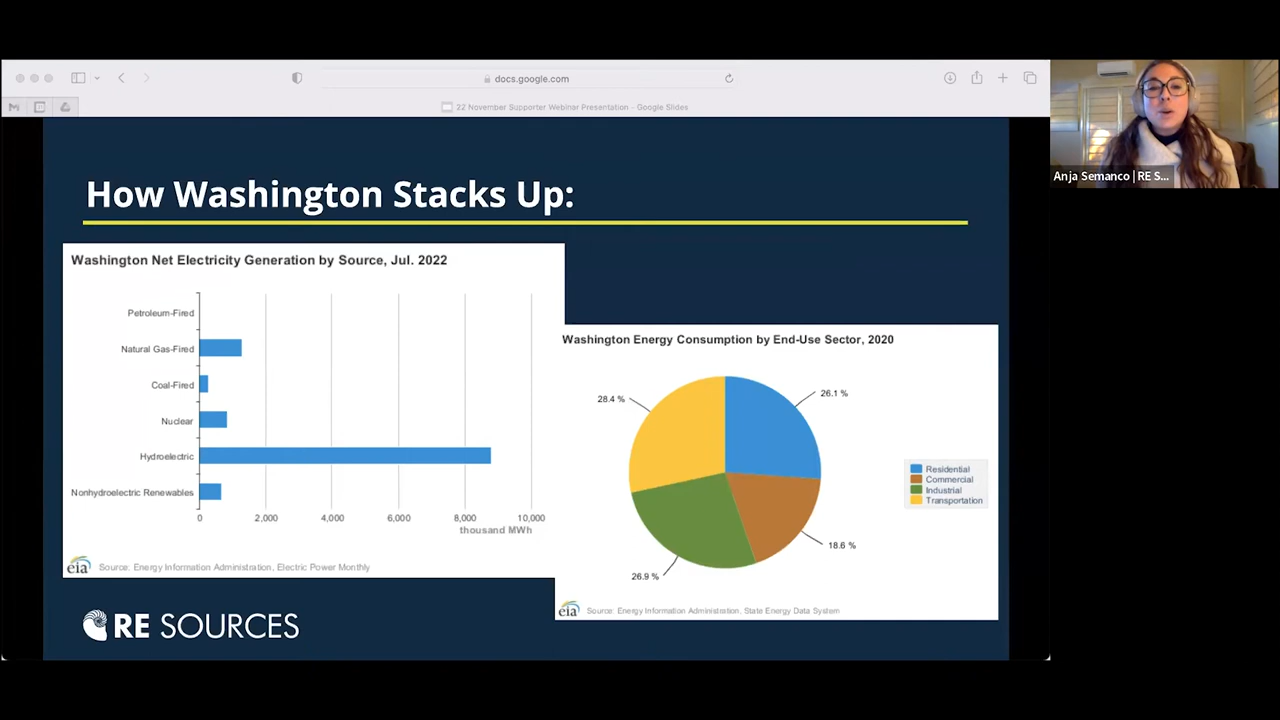 docs.google.com
22 November Supporter Webinar Presentation - Google Slides
Anja Semanco | RE S...
How Washington Stacks Up:
Washington Net Electricity Generation by Source, Jul. 2022
Petroleum-Fired
Natural Gas-Fired
Coal-Fired
Nuclear
Hydroelectric
Nonhydroelectric Renewables
0 2,000 4,000 6,000 8,000 10,000
thousand MWh
eia Source: Energy Information Administration, Electric Power Monthly
Washington Energy Consumption by End-Use Sector, 2020
28.4 %
26.1 %
18.6 %
26.9 %
Residential
Commercial
Industrial
Transportation
eia Source: Energy Information Administration, State Energy Data System
RE SOURCES